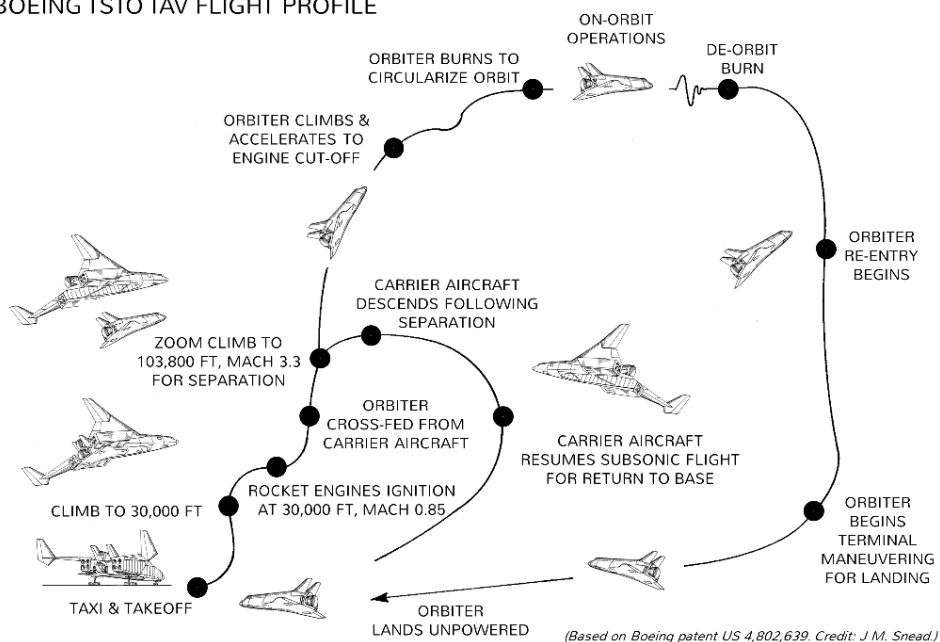 BOEING TSTO TAV FLIGHT PROFILE
ON-ORBIT
OPERATIONS
DE-ORBIT
BURN
ORBITER BURNS TO
CIRCULARIZE ORBIT
ORBITER CLIMBS &
ACCELERATES TO
ENGINE CUT-OFF
ORBITER
RE-ENTRY
BEGINS
CARRIER AIRCRAFT
DESCENDS FOLLOWING
SEPARATION
ZOOM CLIMB TO
103,800 FT, MACH 3.3
FOR SEPARATION
ORBITER
CROSS-FED FROM
CARRIER AIRCRAFT
CARRIER AIRCRAFT
RESUMES SUBSONIC FLIGHT
FOR RETURN TO BASE
ROCKET ENGINES IGNITION
AT 30,000 FT, MACH 0.85
CLIMB TO 30,000 FT
ORBITER
BEGINS
TERMINAL
MANEUVERING
FOR LANDING
TAXI & TAKEOFF
ORBITER
LANDS UNPOWERED
(Based on Boeing patent US 4,802,639. Credit: J M. Snead.)